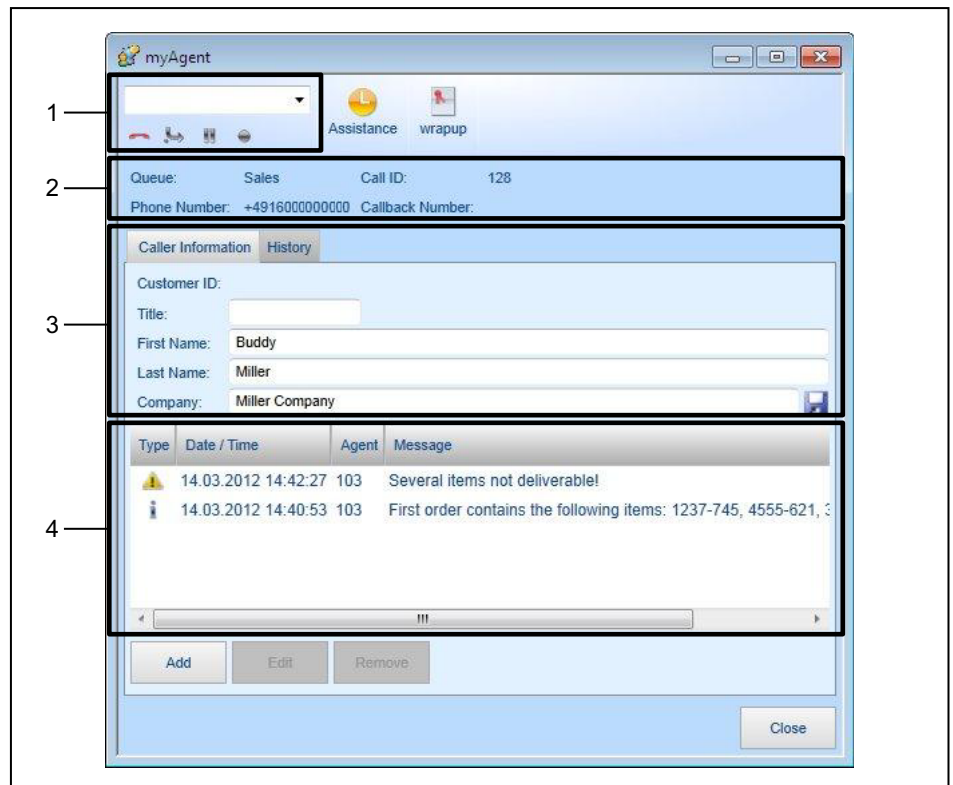 myAgent
1
Assistance wrapup
2
Queue: Sales Call ID: 128
Phone Number: +4916000000000 Callback Number:
3
Caller Information History
Customer ID:
Title:
First Name: Buddy
Last Name: Miller
Company: Miller Company
4
Type Date / Time Agent Message
14.03.2012 14:42:27 103 Several items not deliverable!
14.03.2012 14:40:53 103 First order contains the following items: 1237-745, 4555-621,
Add Edit Remove
Close